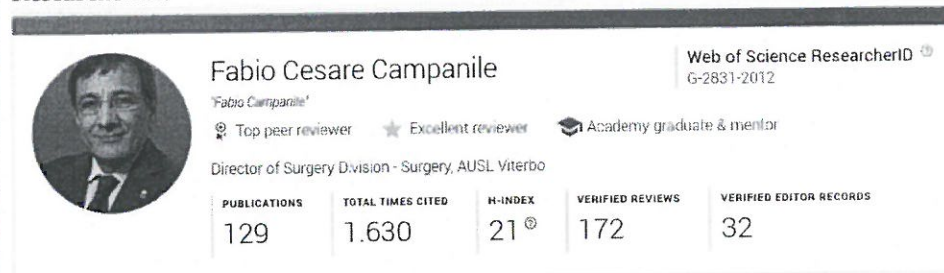 Fabio Cesare Campanile
Web of Science ResearcherID
G-2831-2012
'Fabio Campanile'
Top peer reviewer
Excellent reviewer
Academy graduate & mentor
Director of Surgery Division - Surgery, AUSL Viterbo
PUBLICATIONS
129
TOTAL TIMES CITED
1.630
H-INDEX
21
VERIFIED REVIEWS
172
VERIFIED EDITOR RECORDS
32